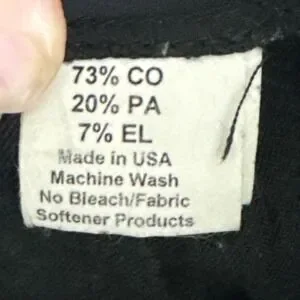 73% CO
20% PA
7% EL
Made in USA
Machine Wash
No Bleach/Fabric
Softener Products